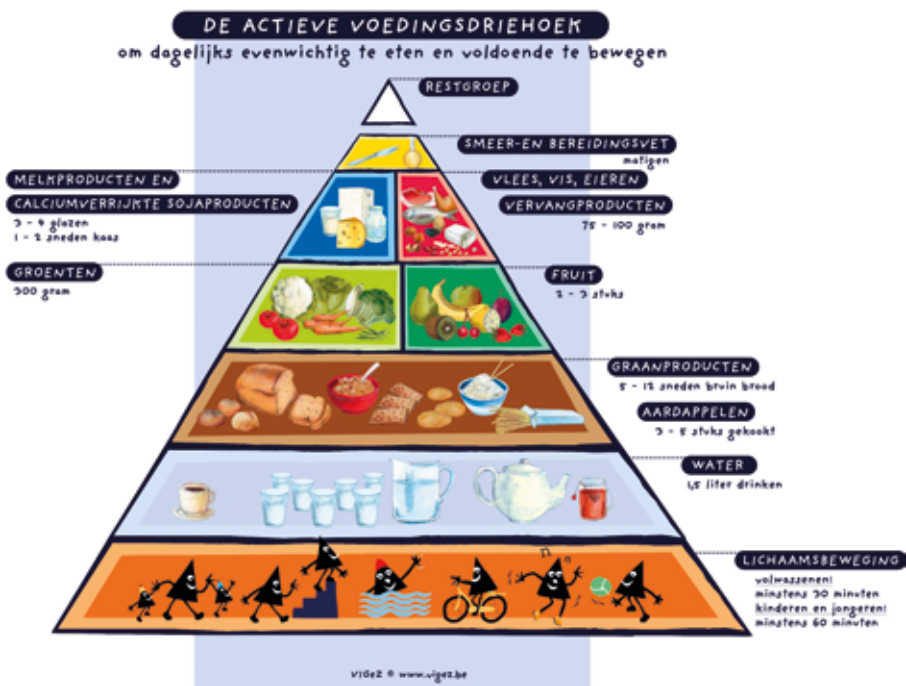 DE ACTIEVE VOEDINGSDRIEHOEK
om dagelijks evenwichtig te eten en voldoende te bewegen
RESTGROEP
SMEER-EN BEREIDINGSVET
matigen
MELKPRODUCTEN EN
CALCIUMVERRIJKTE SOJAPRODUCTEN
3 - 4 glazen
1 - 2 sneden kaas
VLEES, VIS, EIEREN
VERVANGPRODUCTEN
75 - 100 gram
GROENTEN
300 gram
FRUIT
2 - 3 stuks
GRAANPRODUCTEN
5 - 12 sneden bruin brood
AARDAPPELEN
3 - 5 stuks gekookt
WATER
1,5 liter drinken
LICHAAMSBEWEGING
volwassenen:
minstens 30 minuten
kinderen en jongeren:
minstens 60 minuten
VIGeZ © www.vigez.be